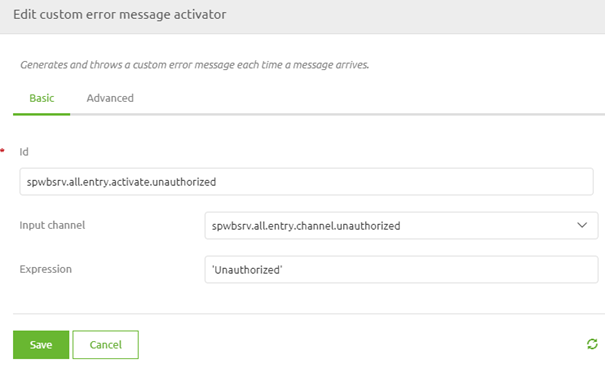 Edit custom error message activator
Generates and throws a custom error message each time a message arrives.
Basic Advanced
* Id
spwbsrv.all.entry.activate.unauthorized
Input channel spwbsrv.all.entry.channel.unauthorized
Expression 'Unauthorized'
Save Cancel